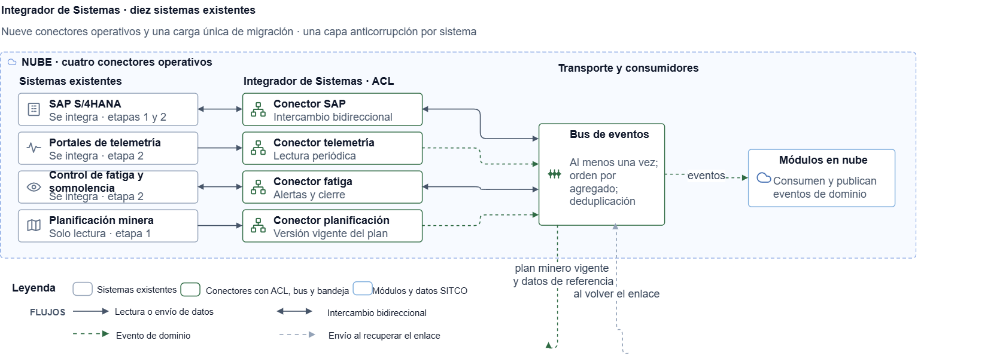 Integrador de Sistemas · diez sistemas existentes
Nueve conectores operativos y una carga única de migración · una capa anticorrupción por sistema
NUBE · cuatro conectores operativos
Transporte y consumidores
Sistemas existentes
Integrador de Sistemas · ACL
SAP S/4HANA
Se integra · etapas 1 y 2
Conector SAP
Intercambio bidireccional
Portales de telemetría
Se integra · etapa 2
Conector telemetría
Lectura periódica
Control de fatiga y
somnolencia
Se integra · etapa 2
Conector fatiga
Alertas y cierre
Planificación minera
Solo lectura · etapa 1
Conector planificación
Versión vigente del plan
Bus de eventos
Al menos una vez;
orden por
agregado;
deduplicación
eventos
Módulos en nube
Consumen y publican
eventos de dominio
plan minero vigente
y datos de referencia
al volver el enlace
Leyenda
Sistemas existentes
Conectores con ACL, bus y bandeja
Módulos y datos SITCO
FLUJOS
Lectura o envío de datos
Intercambio bidireccional
Evento de dominio
Envío al recuperar el enlace